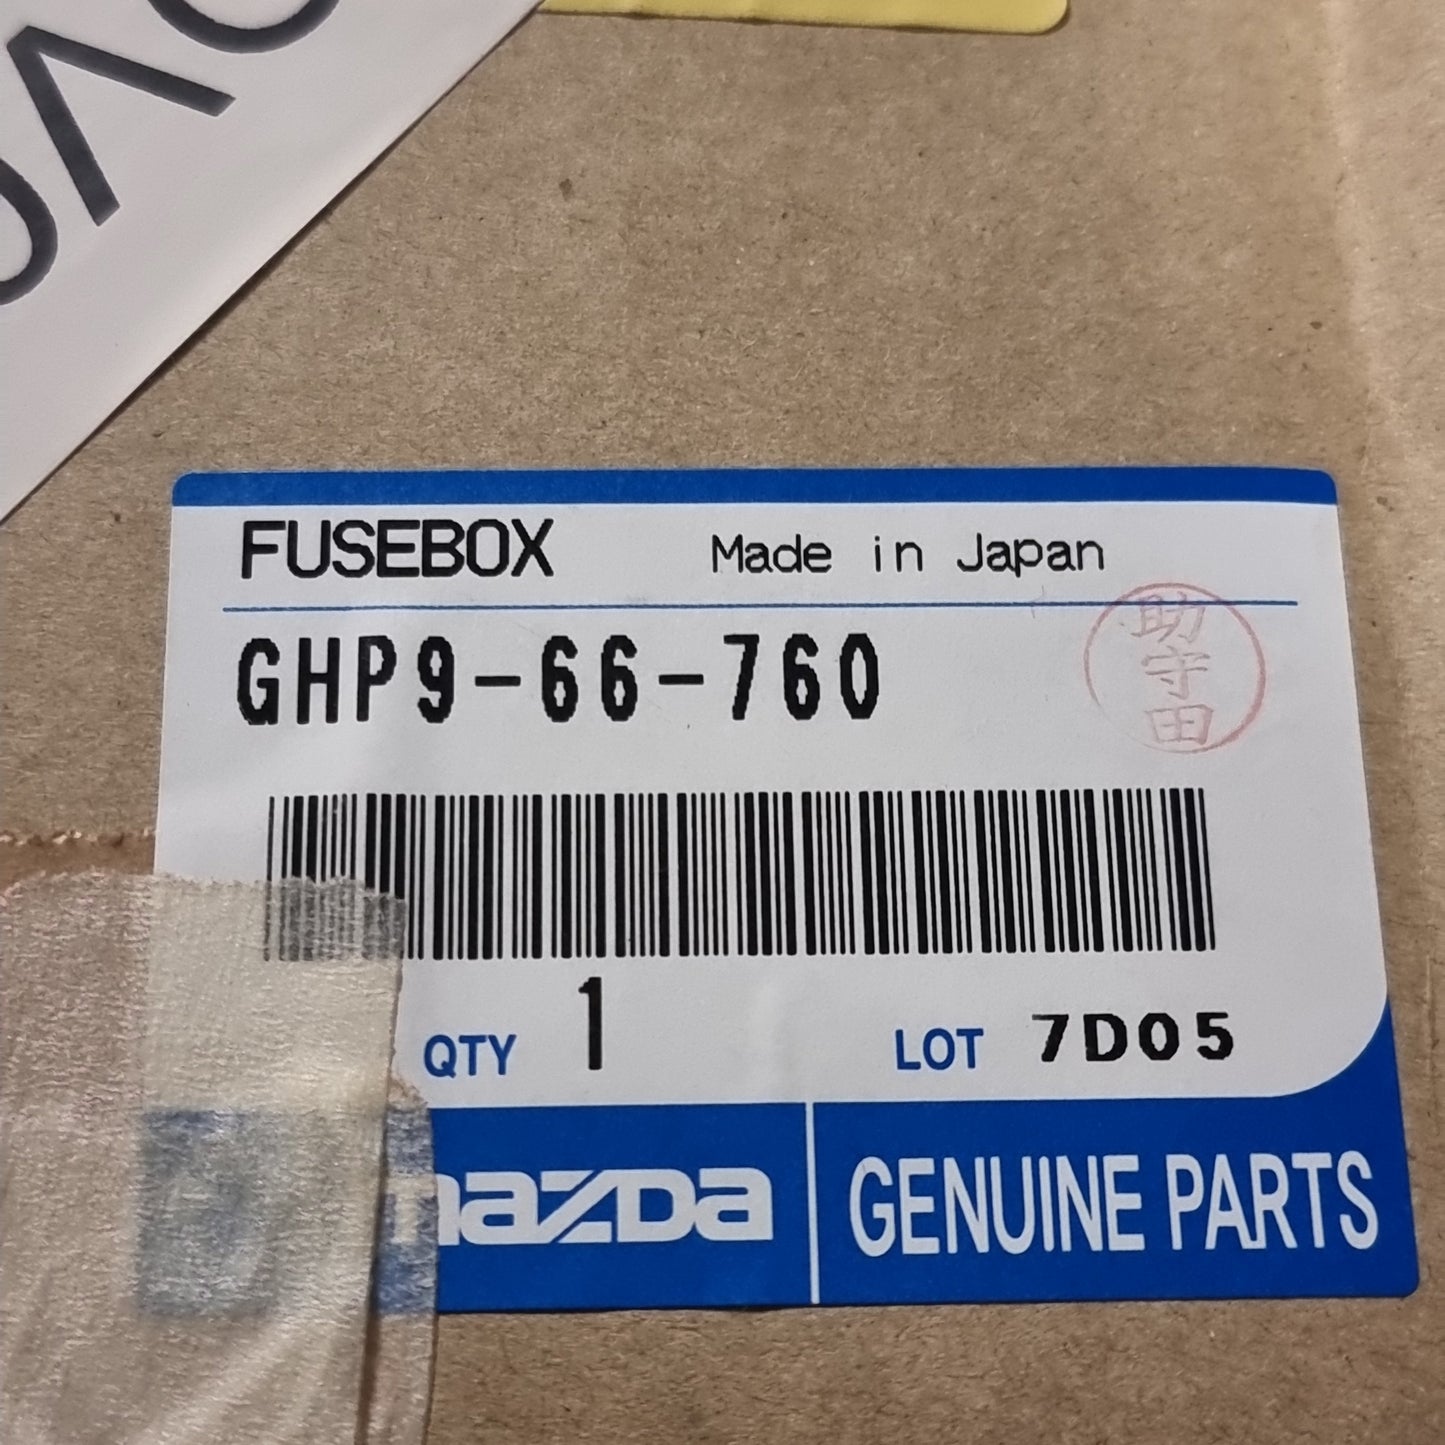 FUSEBOX Made in Japan
GHP9-66-760
助
守
田
QTY 1 LOT 7D05
mazda GENUINE PARTS